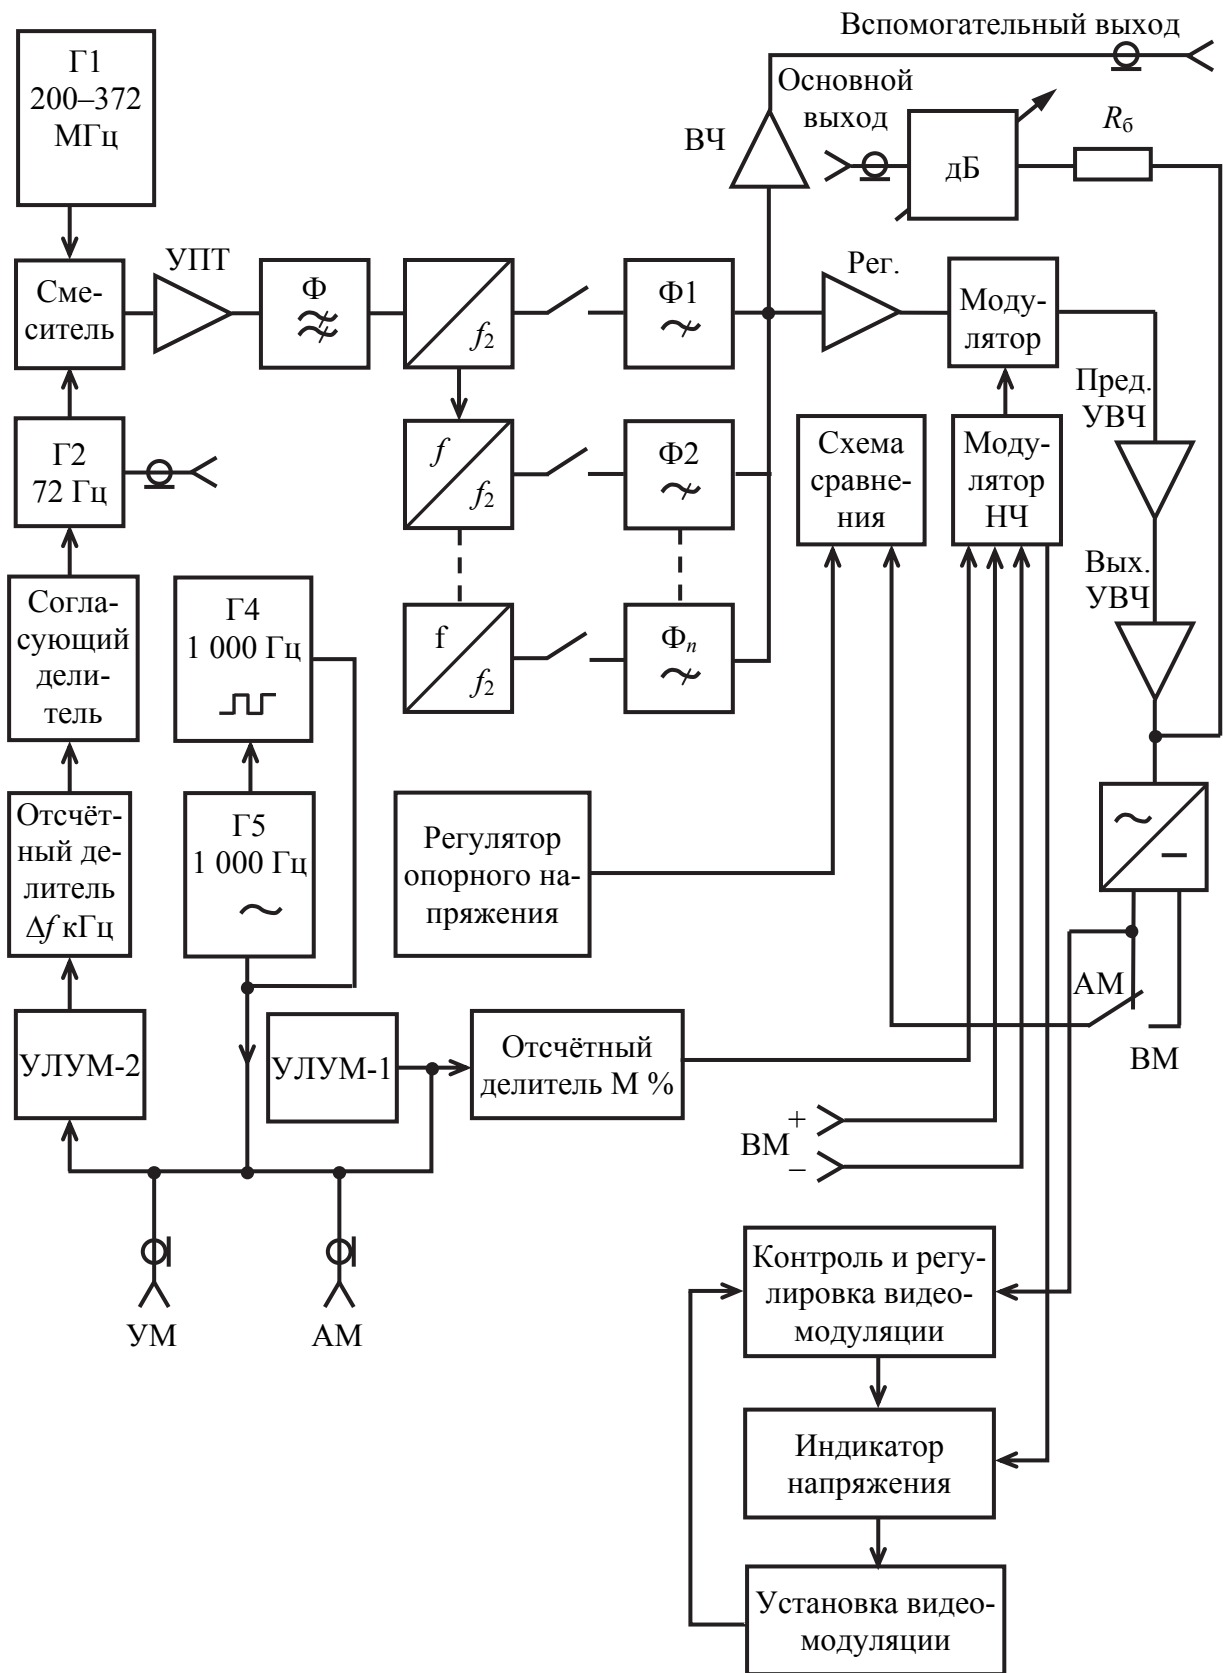 Вспомогательный выход
Г1
200–372
МГц
Основной
выход
ВЧ
дБ
Rб
УПТ
Рег.
Сме-
ситель
Ф
f2
Ф1
Моду-
лятор
Пред.
УВЧ
Г2
72 Гц
f
f2
Ф2
Схема
сравне-
ния
Моду-
лятор
НЧ
Вых.
УВЧ
Согла-
сующий
дели-
тель
Г4
1 000 Гц
f
f2
Фn
Отсчёт-
ный де-
литель
Δf кГц
Г5
1 000 Гц
Регулятор
опорного на-
пряжения
АМ
ВМ
УЛУМ-2
УЛУМ-1
Отсчётный
делитель М %
ВМ
+
–
УМ
АМ
Контроль и регу-
лировка видео-
модуляции
Индикатор
напряжения
Установка видео-
модуляции